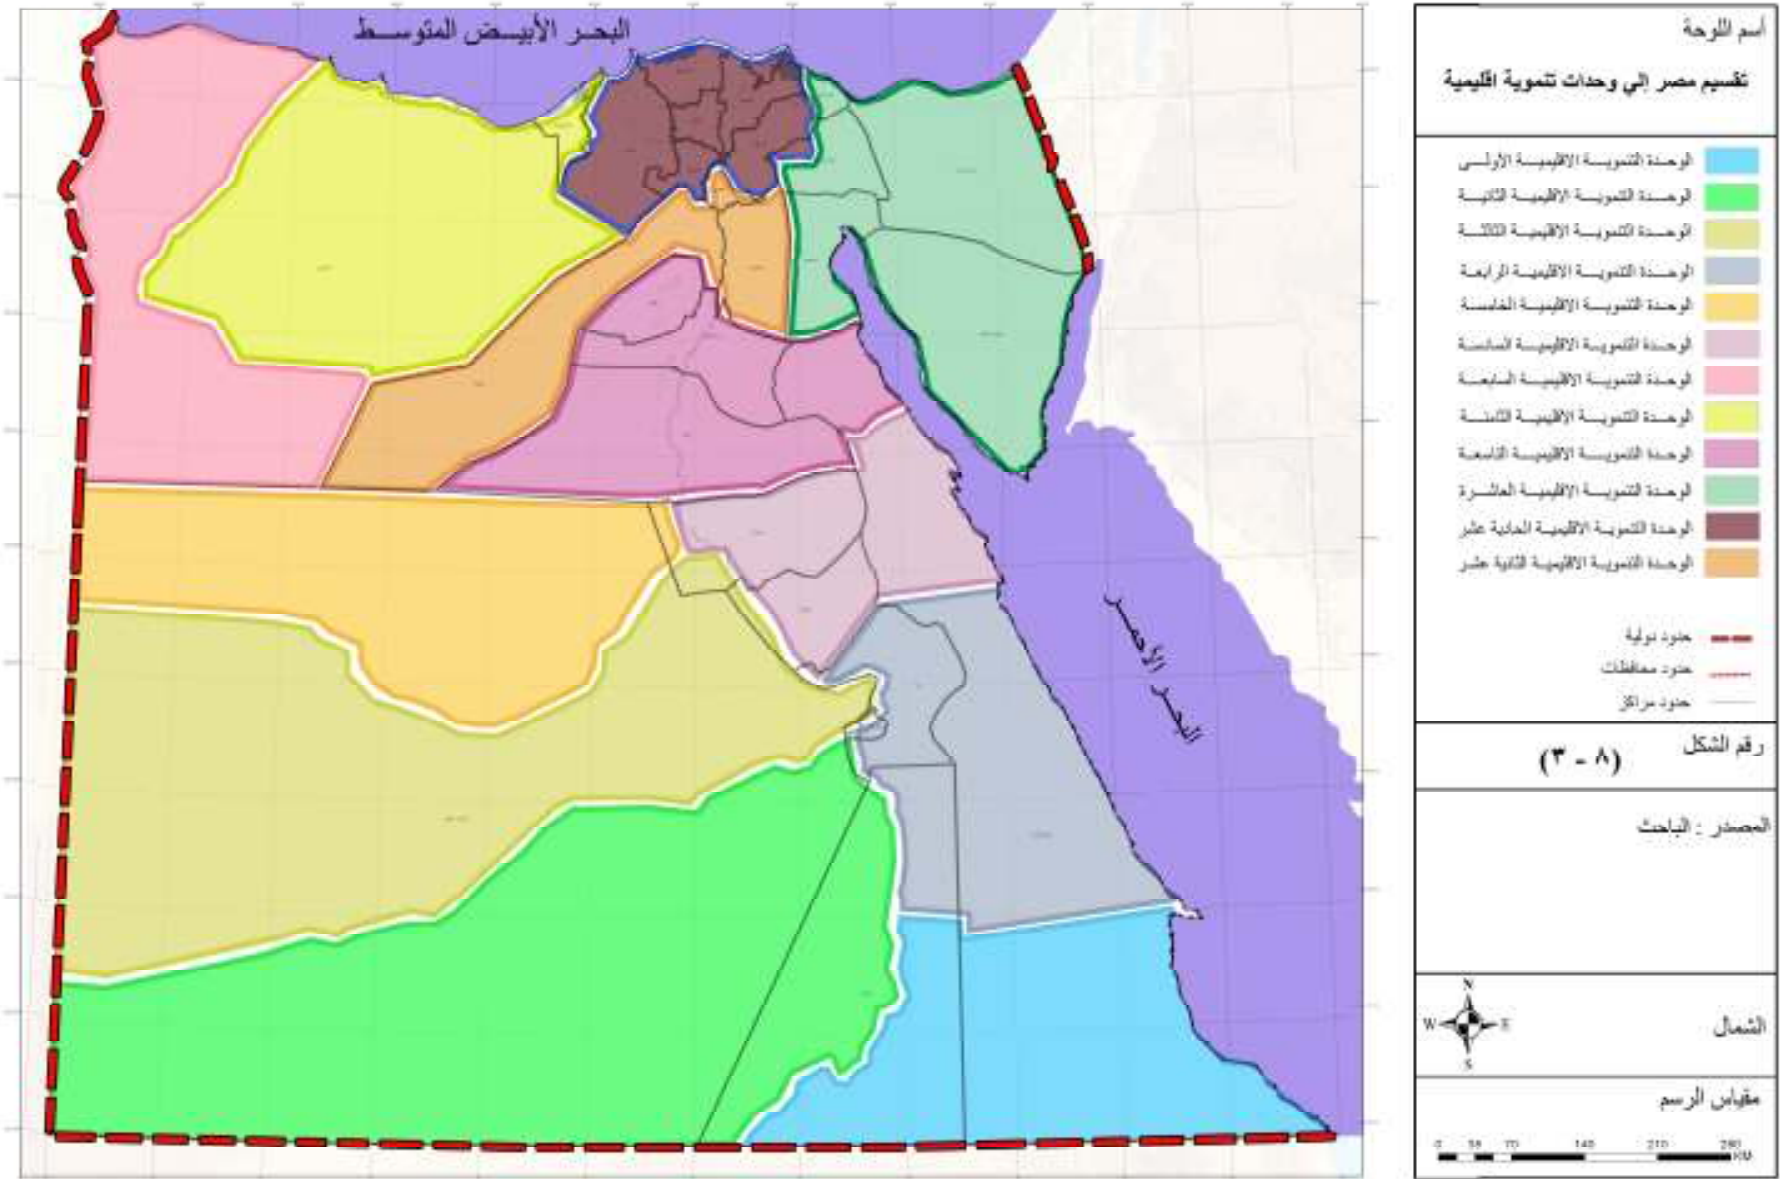 البحر الأبيض المتوسط
البحر الأحمر
أسم اللوحة
تقسيم مصر إلي وحدات تنموية اقليمية
الوحدة التنموية الاقليمية الأولى
الوحدة التنموية الاقليمية الثانية
الوحدة التنموية الاقليمية الثالثة
الوحدة التنموية الاقليمية الرابعة
الوحدة التنموية الاقليمية الخامسة
الوحدة التنموية الاقليمية السادسة
الوحدة التنموية الاقليمية السابعة
الوحدة التنموية الاقليمية الثامنة
الوحدة التنموية الاقليمية التاسعة
الوحدة التنموية الاقليمية العاشرة
الوحدة التنموية الاقليمية الحادية عشر
الوحدة التنموية الاقليمية الثانية عشر
حدود دولية
حدود محافظات
حدود مراكز
رقم الشكل
(٨ - ٣)
المصدر : الباحث
الشمال
N
W E
S
مقياس الرسم
0 35 70 140 210 280
KM